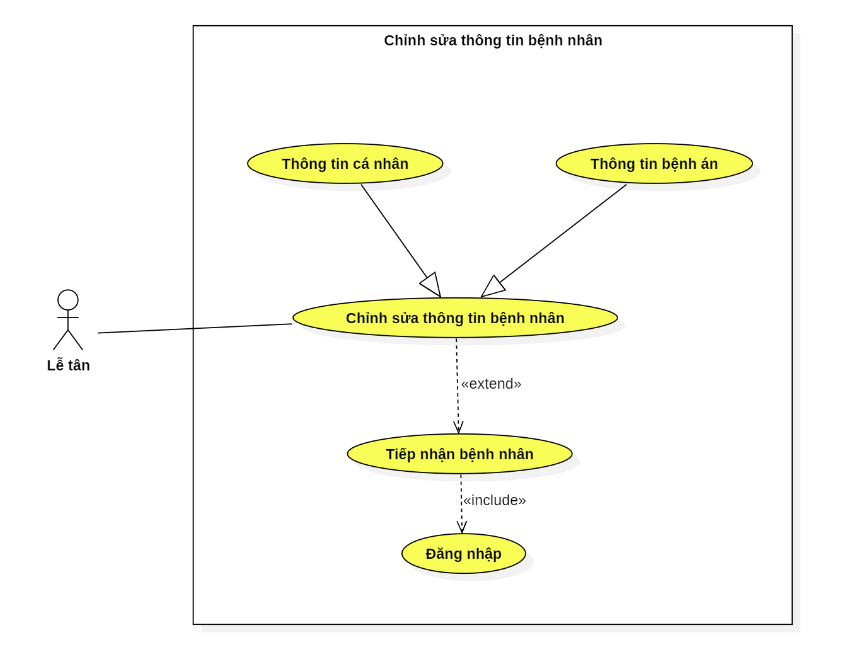 Chỉnh sửa thông tin bệnh nhân
Thông tin cá nhân
Thông tin bệnh án
Chỉnh sửa thông tin bệnh nhân
Lễ tân
«extend»
Tiếp nhận bệnh nhân
«include»
Đăng nhập